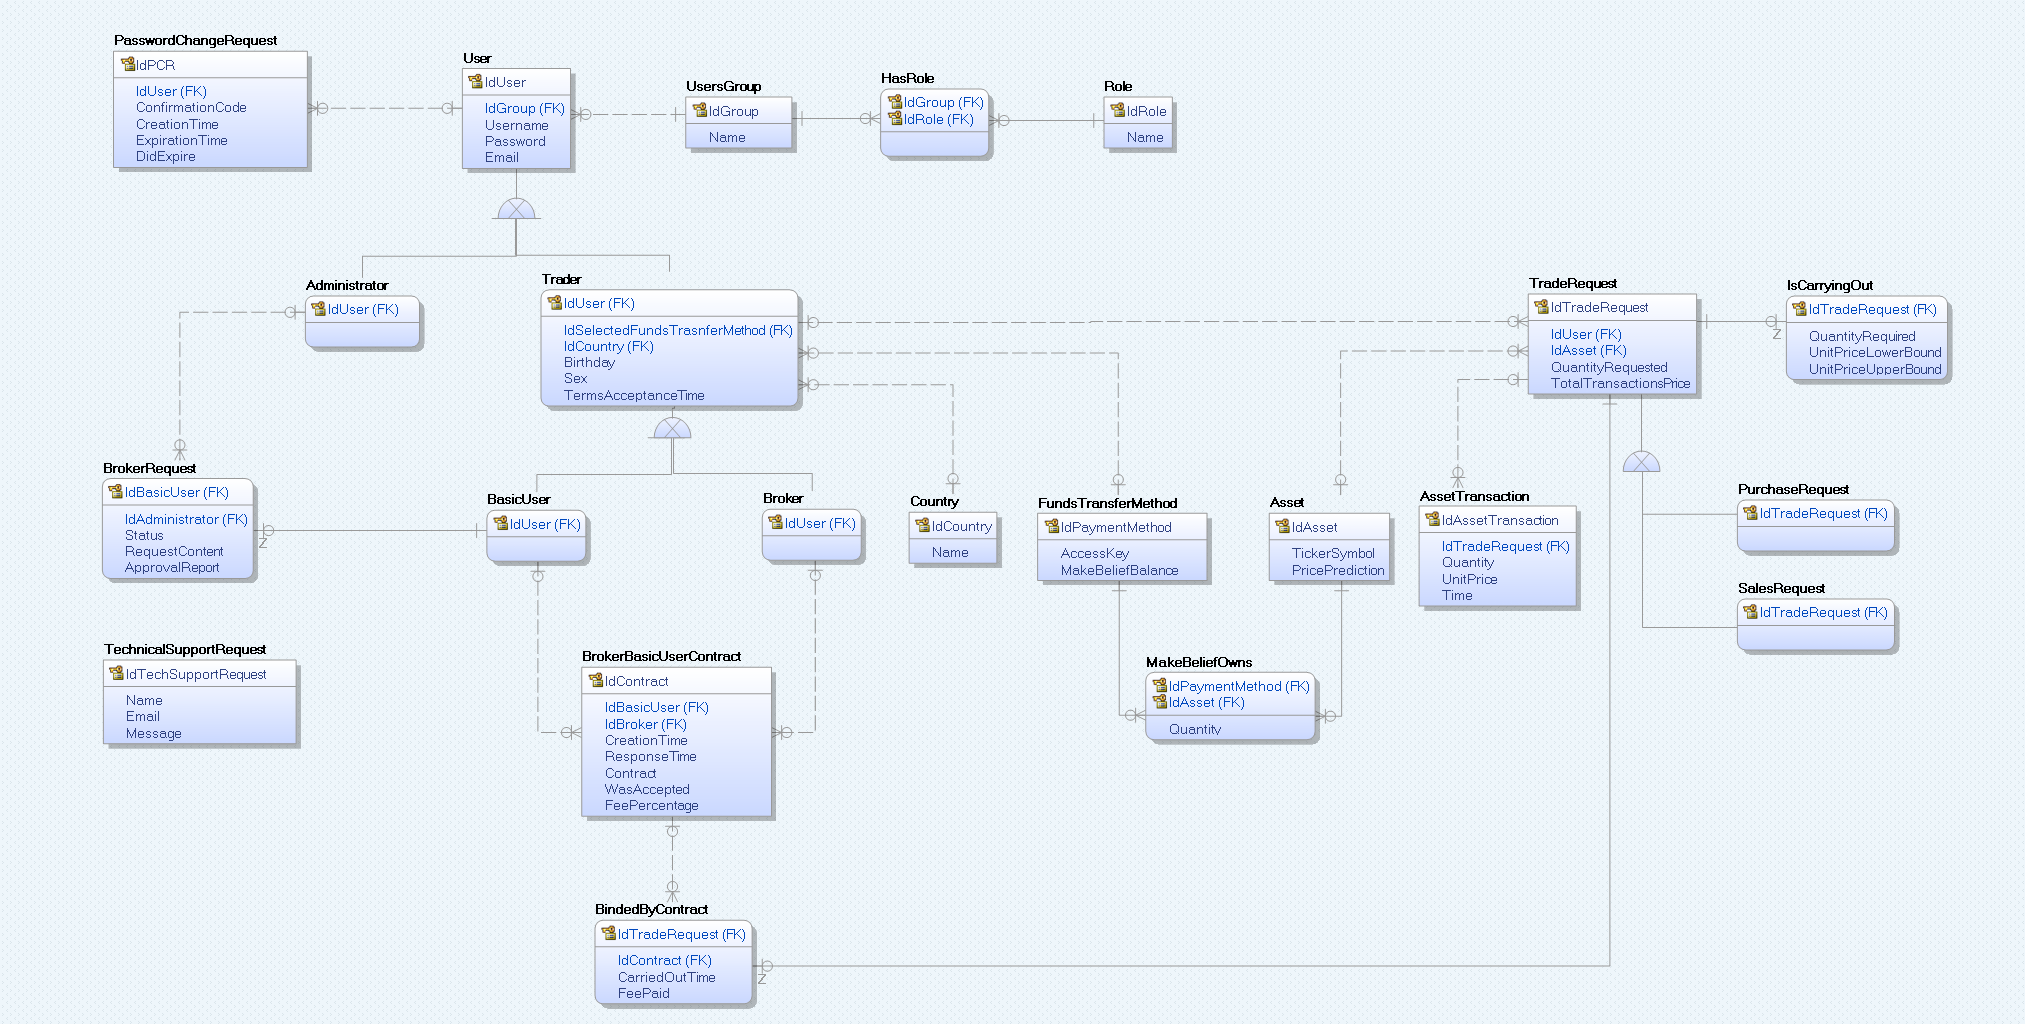 PasswordChangeRequest
IdPCR
IdUser (FK)
ConfirmationCode
CreationTime
ExpirationTime
DidExpire
User
IdUser
IdGroup (FK)
Username
Password
Email
UsersGroup
IdGroup
Name
HasRole
IdGroup (FK)
IdRole (FK)
Role
IdRole
Name
Administrator
IdUser (FK)
Trader
IdUser (FK)
IdSelectedFundsTrasnferMethod (FK)
IdCountry (FK)
Birthday
Sex
TermsAcceptanceTime
TradeRequest
IdTradeRequest
IdUser (FK)
IdAsset (FK)
QuantityRequested
TotalTransactionsPrice
IsCarryingOut
IdTradeRequest (FK)
QuantityRequired
UnitPriceLowerBound
UnitPriceUpperBound
Z
BrokerRequest
IdBasicUser (FK)
IdAdministrator (FK)
Status
RequestContent
ApprovalReport
Z
BasicUser
IdUser (FK)
Broker
IdUser (FK)
Country
IdCountry
Name
FundsTransferMethod
IdPaymentMethod
AccessKey
MakeBeliefBalance
Asset
IdAsset
TickerSymbol
PricePrediction
AssetTransaction
IdAssetTransaction
IdTradeRequest (FK)
Quantity
UnitPrice
Time
PurchaseRequest
IdTradeRequest (FK)
SalesRequest
IdTradeRequest (FK)
TechnicalSupportRequest
IdTechSupportRequest
Name
Email
Message
BrokerBasicUserContract
IdContract
IdBasicUser (FK)
IdBroker (FK)
CreationTime
ResponseTime
Contract
WasAccepted
FeePercentage
MakeBeliefOwns
IdPaymentMethod (FK)
IdAsset (FK)
Quantity
BindedByContract
IdTradeRequest (FK)
IdContract (FK)
CarriedOutTime
FeePaid
Z